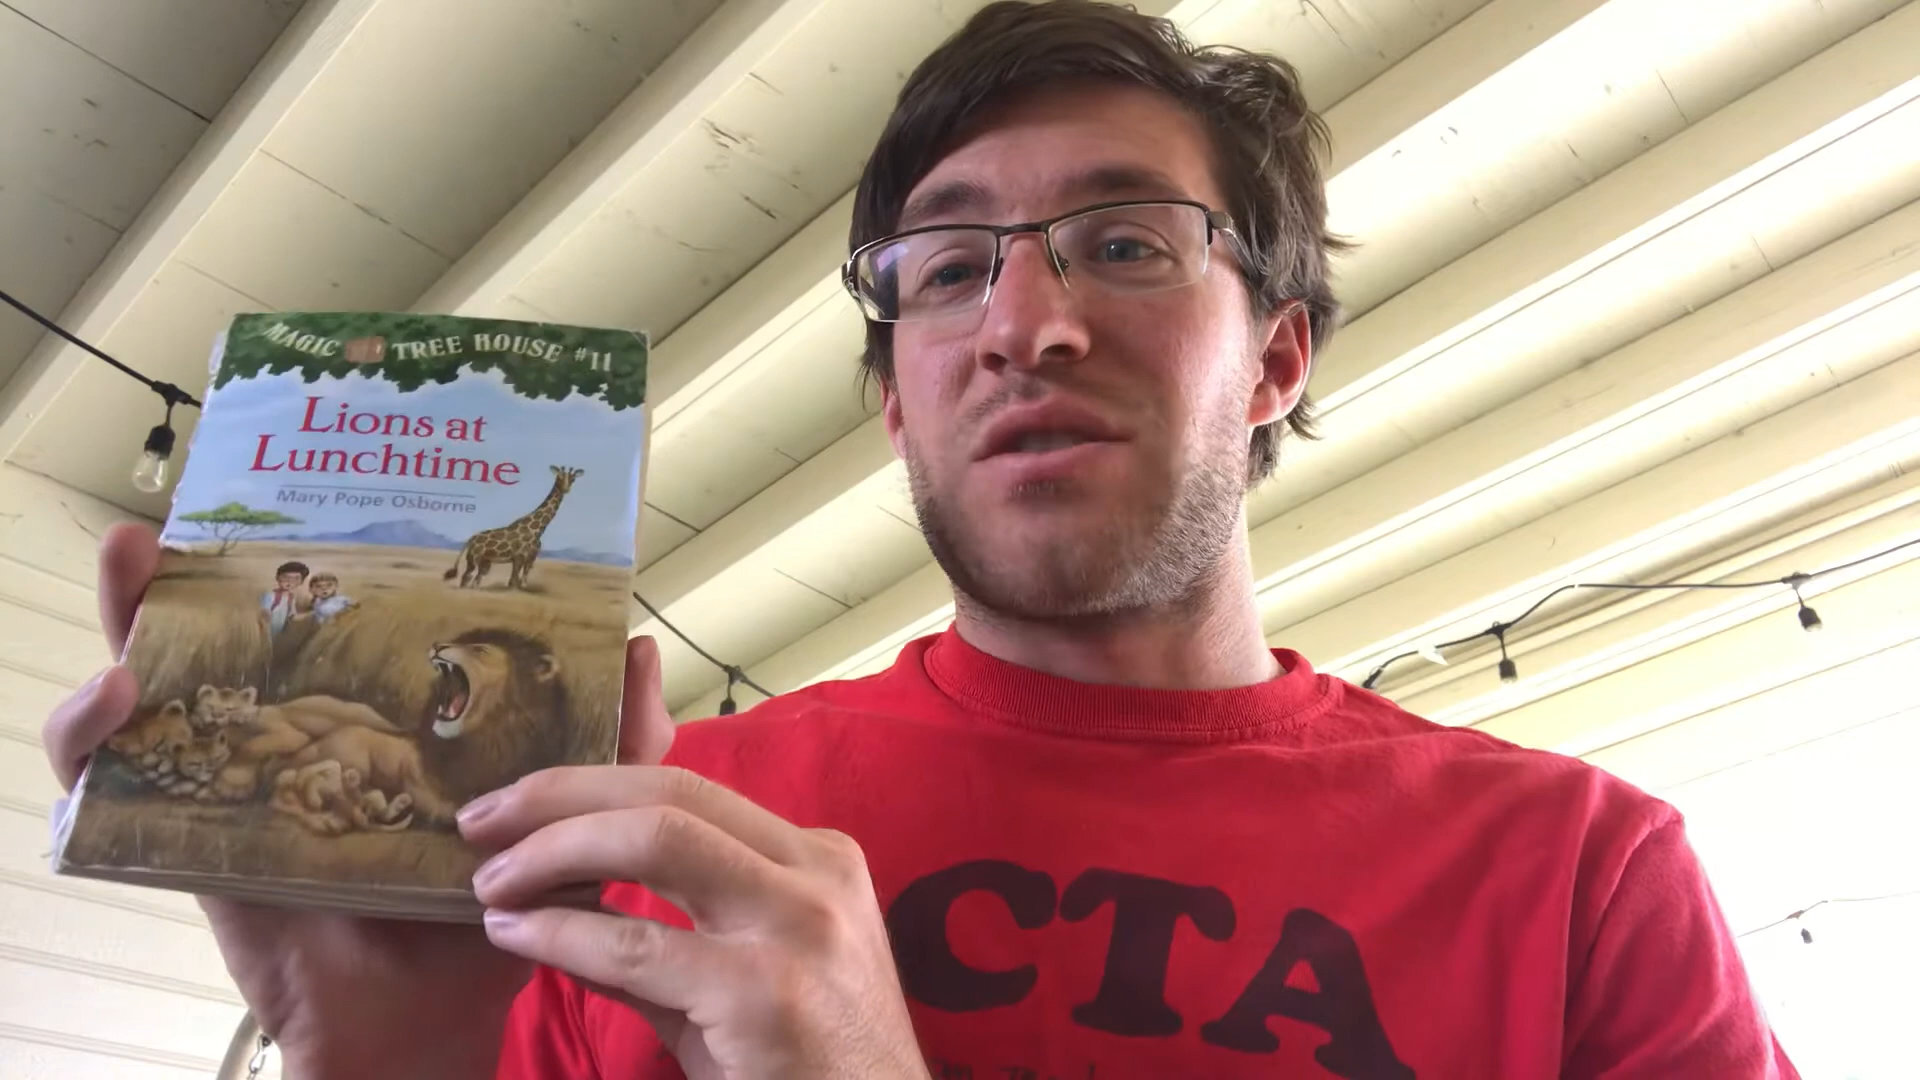 MAGIC TREE HOUSE #11
Lions at
Lunchtime
Mary Pope Osborne
CTA